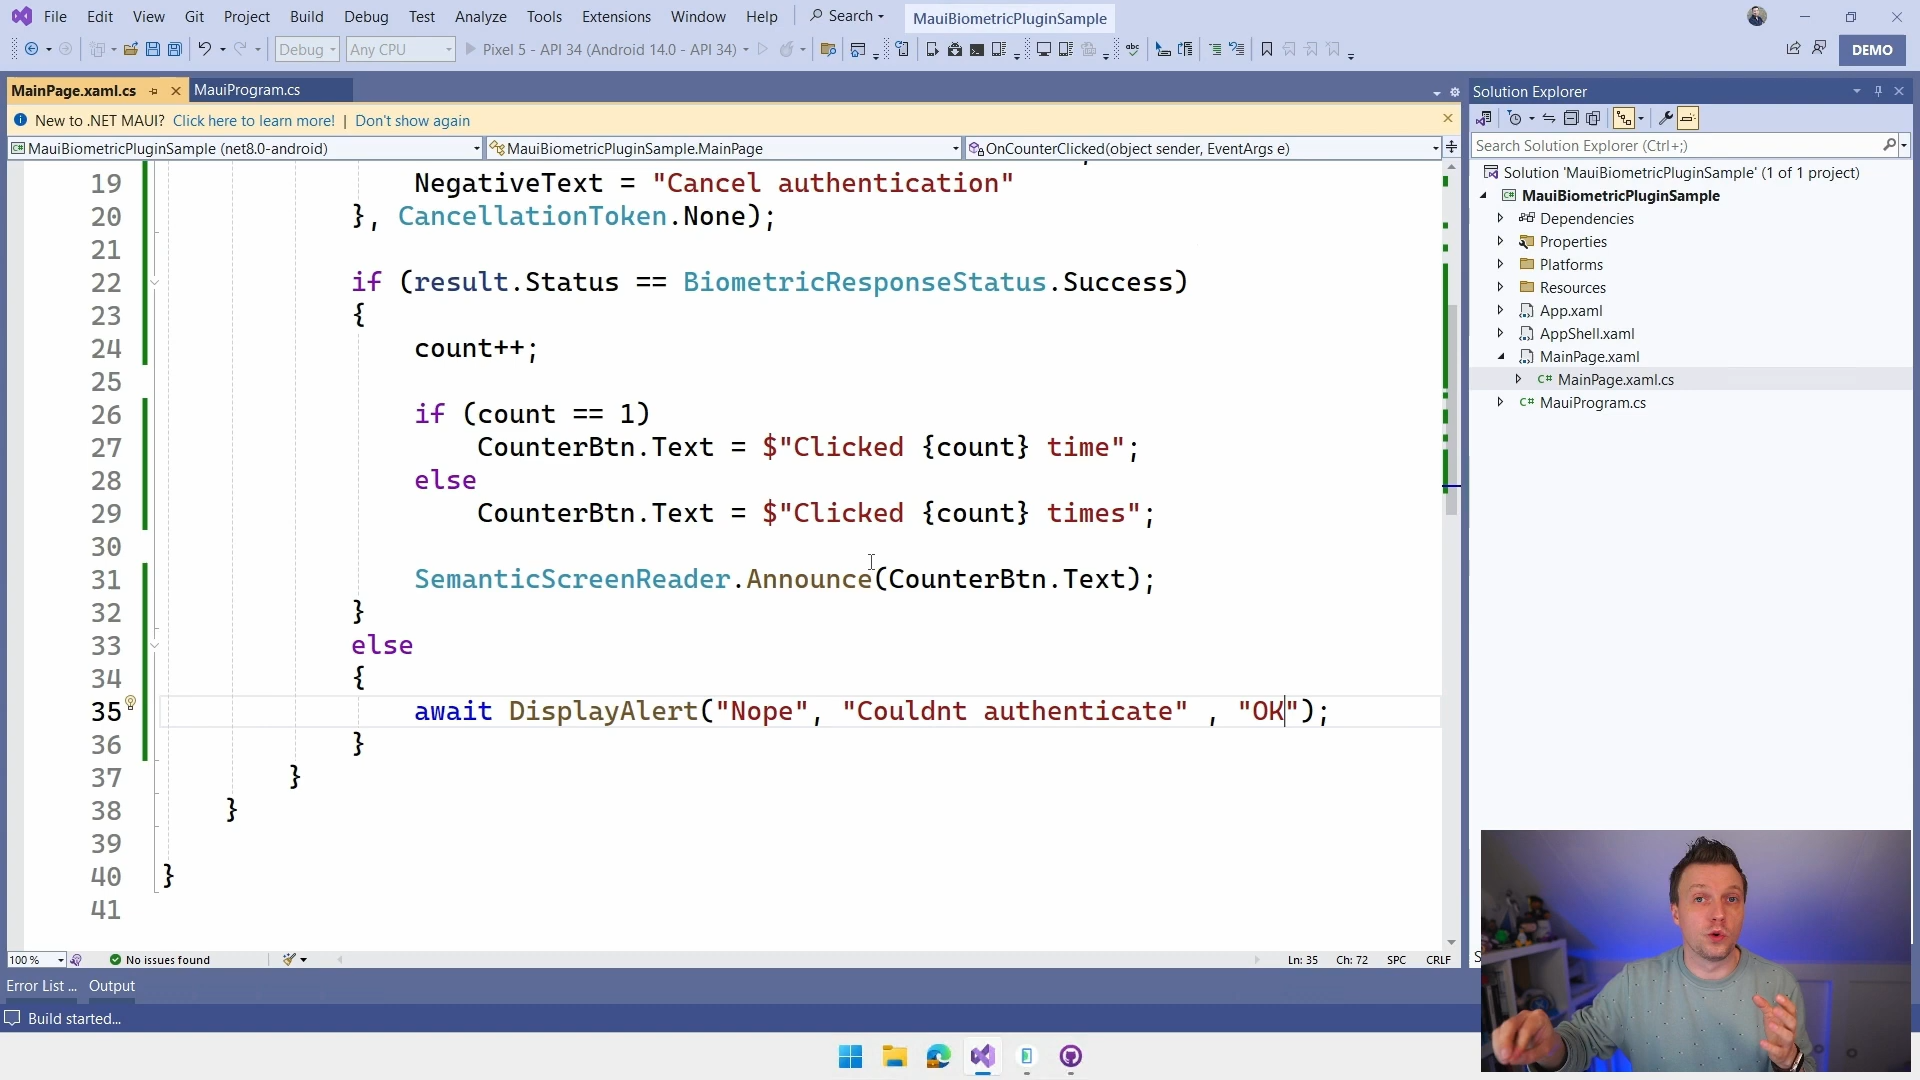 File Edit View Git Project Build Debug Test Analyze Tools Extensions Window Help Search MauiBiometricPluginSample
Debug Any CPU Pixel 5 - API 34 (Android 14.0 - API 34) DEMO
MainPage.xaml.cs MauiProgram.cs
New to .NET MAUI? Click here to learn more! | Don't show again
MauiBiometricPluginSample (net8.0-android) MauiBiometricPluginSample.MainPage OnCounterClicked(object sender, EventArgs e)
19 NegativeText = "Cancel authentication"
20 }, CancellationToken.None);
21
22 if (result.Status == BiometricResponseStatus.Success)
23 {
24 count++;
25
26 if (count == 1)
27 CounterBtn.Text = $"Clicked {count} time";
28 else
29 CounterBtn.Text = $"Clicked {count} times";
30
31 SemanticScreenReader.Announce(CounterBtn.Text);
32 }
33 else
34 {
35 await DisplayAlert("Nope", "Couldnt authenticate" , "OK");
36 }
37 }
38 }
39
40 }
41
100 % No issues found Ln: 35 Ch: 72 SPC CRLF
Error List ... Output
Build started...
Solution Explorer
Search Solution Explorer (Ctrl+;)
Solution 'MauiBiometricPluginSample' (1 of 1 project)
MauiBiometricPluginSample
Dependencies
Properties
Platforms
Resources
App.xaml
AppShell.xaml
MainPage.xaml
C# MainPage.xaml.cs
C# MauiProgram.cs